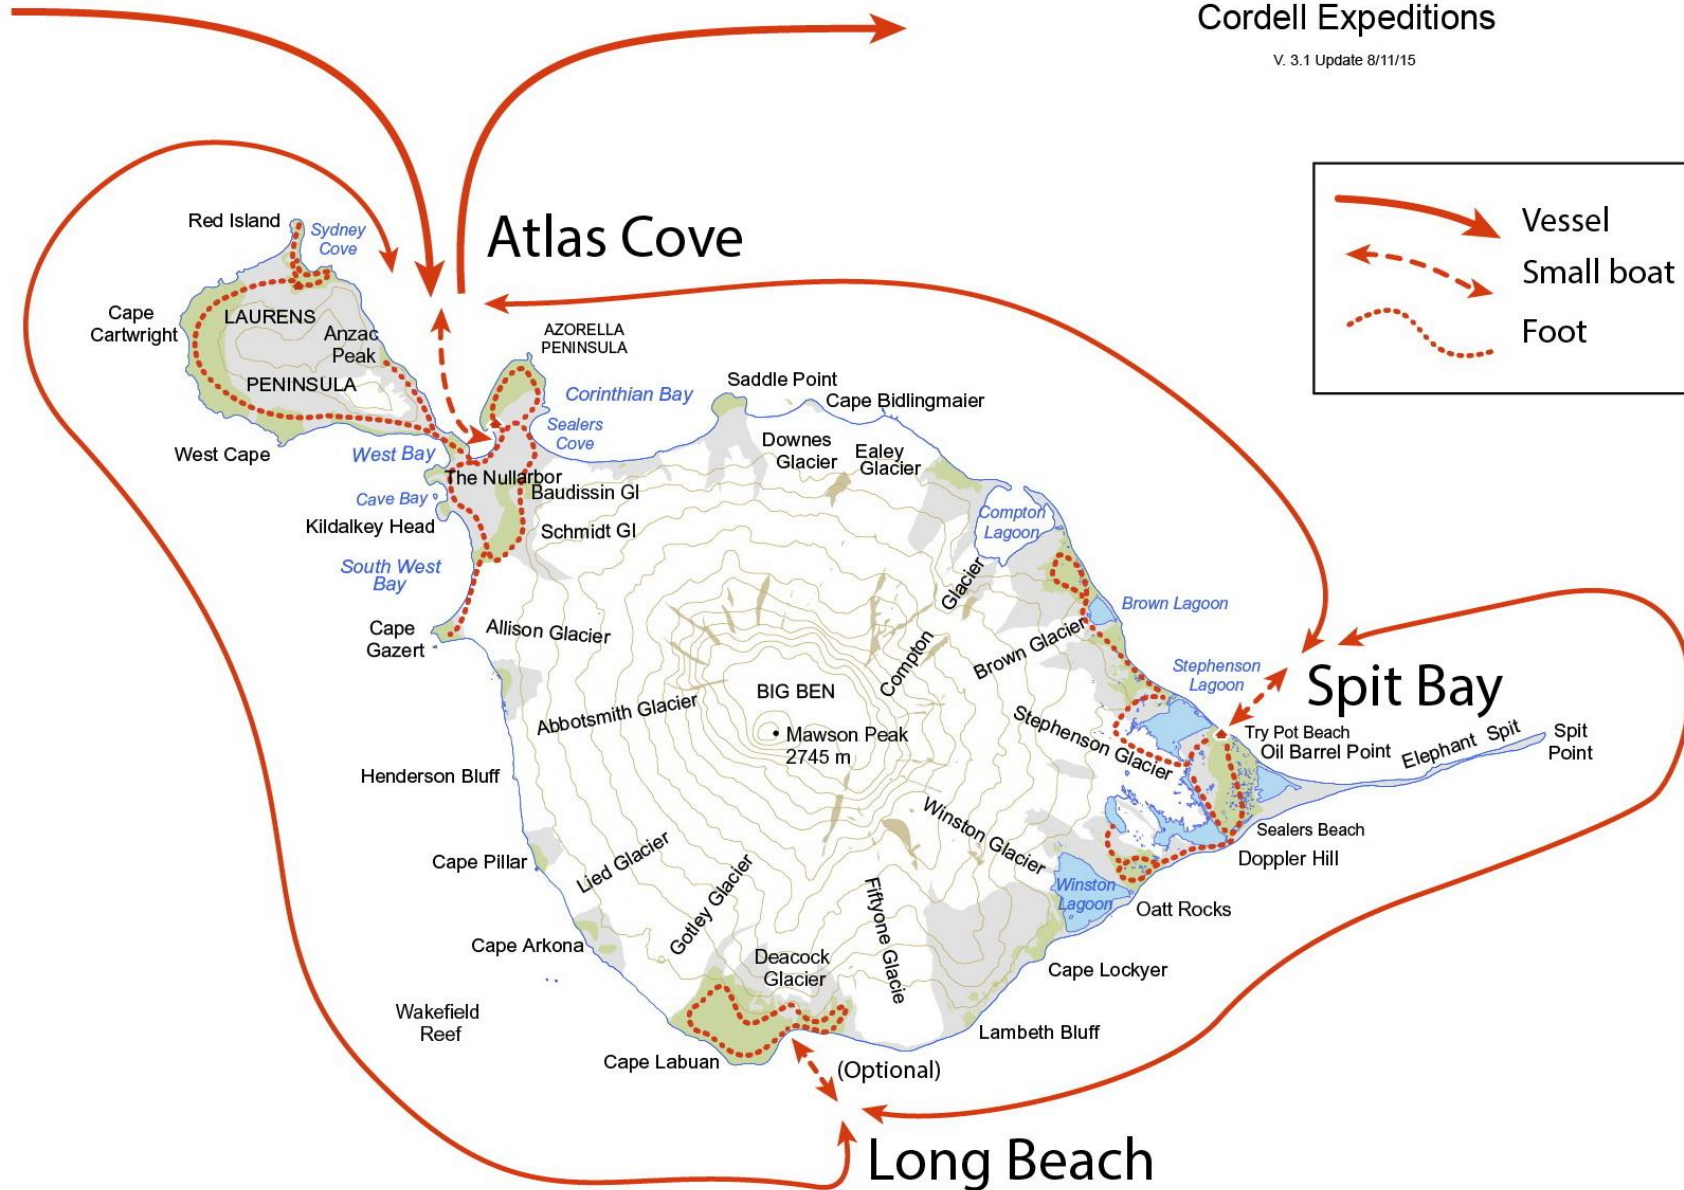 Cordell Expeditions
V. 3.1 Update 8/11/15
Vessel
Small boat
Foot
Atlas Cove
Red Island
Sydney
Cove
Cape
Cartwright
LAURENS
Anzac
Peak
PENINSULA
West Cape
AZORELLA
PENINSULA
Corinthian Bay
Sealers
Cove
Saddle Point
Cape Bidlingmaier
Downes
Glacier
Ealey
Glacier
West Bay
The Nullarbor
Baudissin Gl
Cave Bay
Kildalkey Head
Schmidt Gl
South West
Bay
Compton
Lagoon
Cape
Gazert
Allison Glacier
Compton Glacier
Brown Lagoon
Brown Glacier
Stephenson
Lagoon
Spit Bay
BIG BEN
Abbotsmith Glacier
Mawson Peak
2745 m
Stephenson Glacier
Try Pot Beach
Oil Barrel Point
Elephant Spit
Spit
Point
Henderson Bluff
Winston Glacier
Sealers Beach
Doppler Hill
Cape Pillar
Lied Glacier
Gotley Glacier
Fiftyone Glacie
Winston
Lagoon
Oatt Rocks
Cape Arkona
Deacock
Glacier
Cape Lockyer
Wakefield
Reef
Lambeth Bluff
Cape Labuan
(Optional)
Long Beach